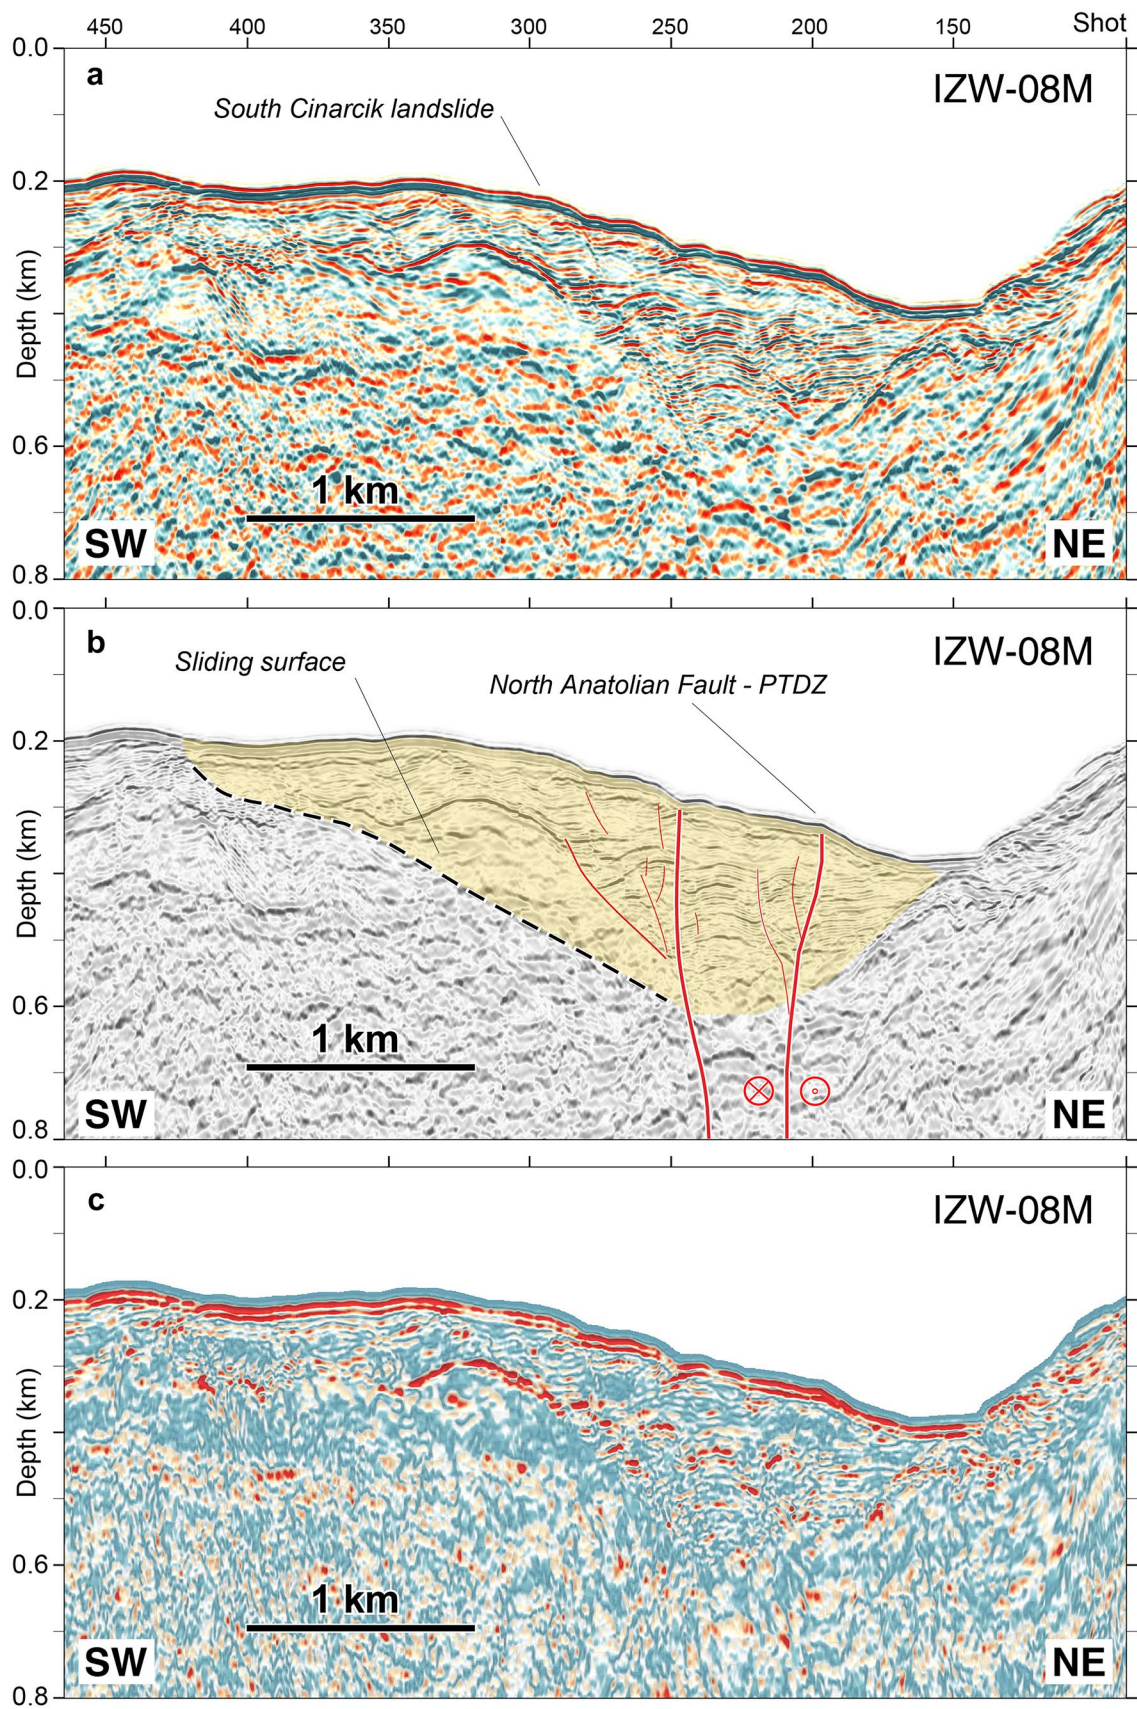 450 400 350 300 250 200 150 Shot
0.0
a
IZW-08M
South Cinarcik landslide
0.2
Depth (km)
0.6
1 km
SW
NE
0.8
0.0
b
IZW-08M
Sliding surface
North Anatolian Fault - PTDZ
0.2
Depth (km)
0.6
1 km
SW
NE
0.8
0.0
c
IZW-08M
0.2
Depth (km)
0.6
1 km
SW
NE
0.8